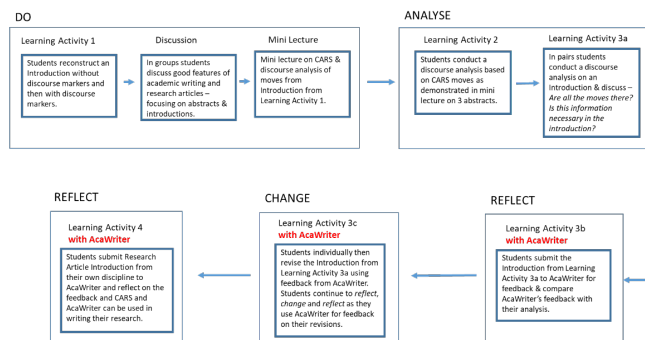 DO
Learning Activity 1
Students reconstruct an
Introduction without
discourse markers and
then with discourse
markers.
Discussion
In groups students
discuss good features of
academic writing and
research articles –
focusing on abstracts &
introductions.
Mini Lecture
Mini lecture on CARS &
discourse analysis of
moves from
Introduction from
Learning Activity 1.
ANALYSE
Learning Activity 2
Students conduct a
discourse analysis based
on CARS moves as
demonstrated in mini
lecture on 3 abstracts.
Learning Activity 3a
In pairs students
conduct a discourse
analysis on an
Introduction & discuss –
Are all the moves there?
Is this information
necessary in the
introduction?
REFLECT
Learning Activity 4
with AcaWriter
Students submit Research
Article Introduction from
their own discipline to
AcaWriter and reflect on the
feedback and CARS and
AcaWriter can be used in
writing their research.
CHANGE
Learning Activity 3c
with AcaWriter
Students individually then
revise the Introduction from
Learning Activity 3a using
feedback from AcaWriter.
Students continue to reflect,
change and reflect as they
use AcaWriter for feedback
on their revisions.
REFLECT
Learning Activity 3b
with AcaWriter
Students submit the
Introduction from Learning
Activity 3a to AcaWriter for
feedback & compare
AcaWriter's feedback with
their analysis.